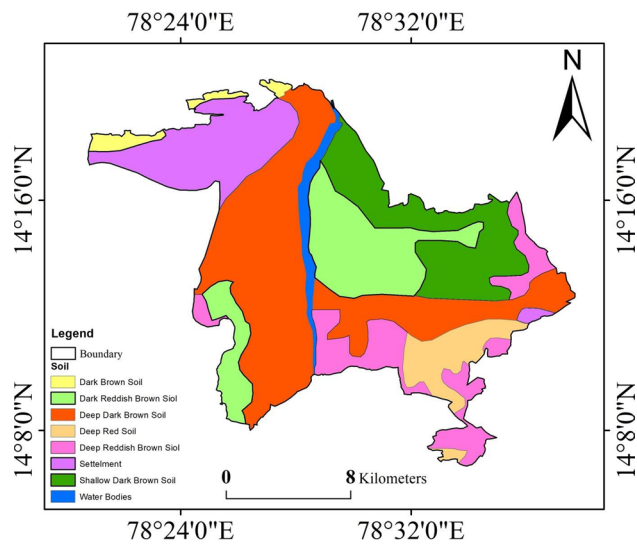 78°24'0"E
78°32'0"E
N
14°16'0"N
14°16'0"N
Legend
Boundary
Soil
Dark Brown Soil
Dark Reddish Brown Siol
Deep Dark Brown Soil
Deep Red Soil
Deep Reddish Brown Siol
Settelment
Shallow Dark Brown Soil
Water Bodies
0
8 Kilometers
14°8'0"N
14°8'0"N
78°24'0"E
78°32'0"E